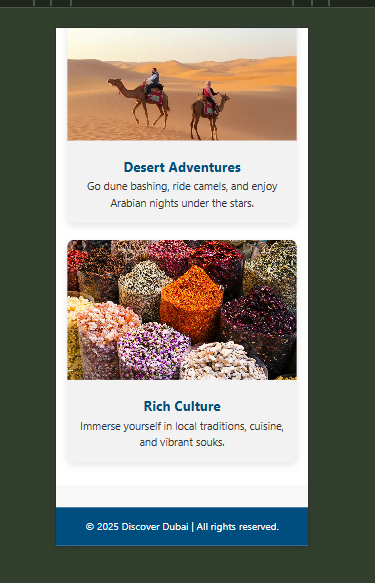 Desert Adventures
Go dune bashing, ride camels, and enjoy
Arabian nights under the stars.
Rich Culture
Immerse yourself in local traditions, cuisine,
and vibrant souks.
© 2025 Discover Dubai | All rights reserved.